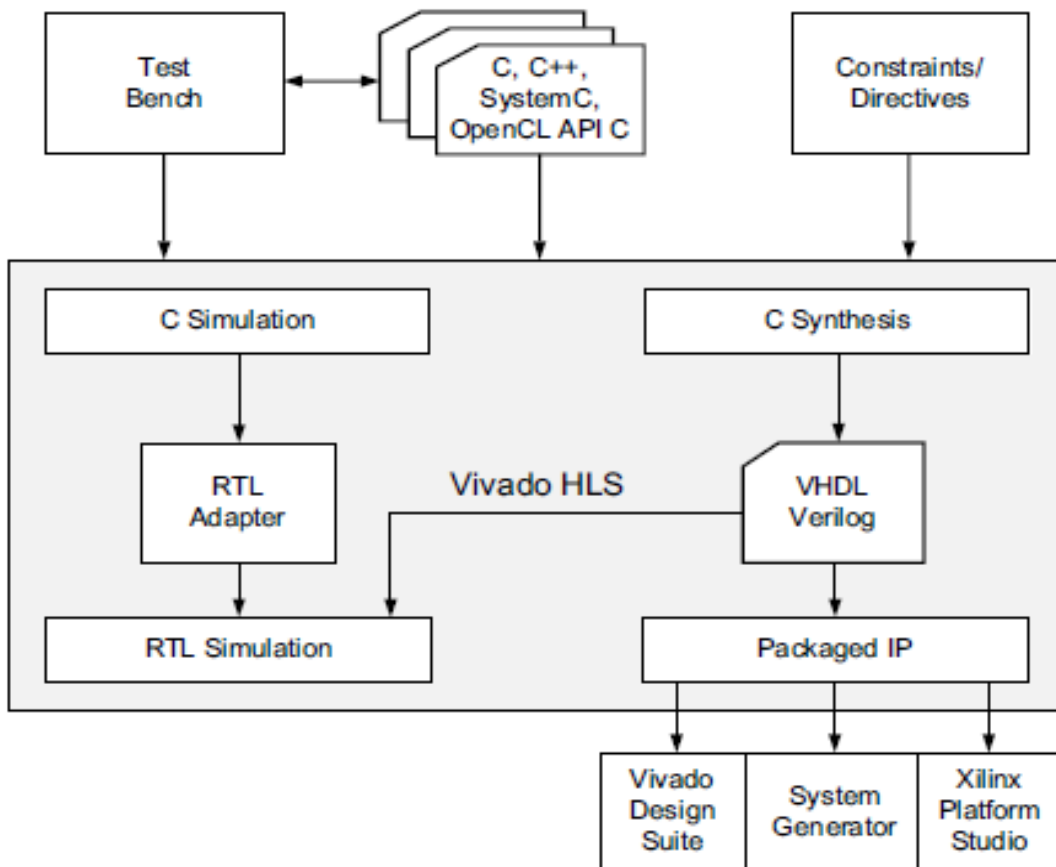 Test
Bench
C, C++,
SystemC,
OpenCL API C
Constraints/
Directives
C Simulation
C Synthesis
RTL
Adapter
Vivado HLS
VHDL
Verilog
RTL Simulation
Packaged IP
Vivado
Design
Suite
System
Generator
Xilinx
Platform
Studio